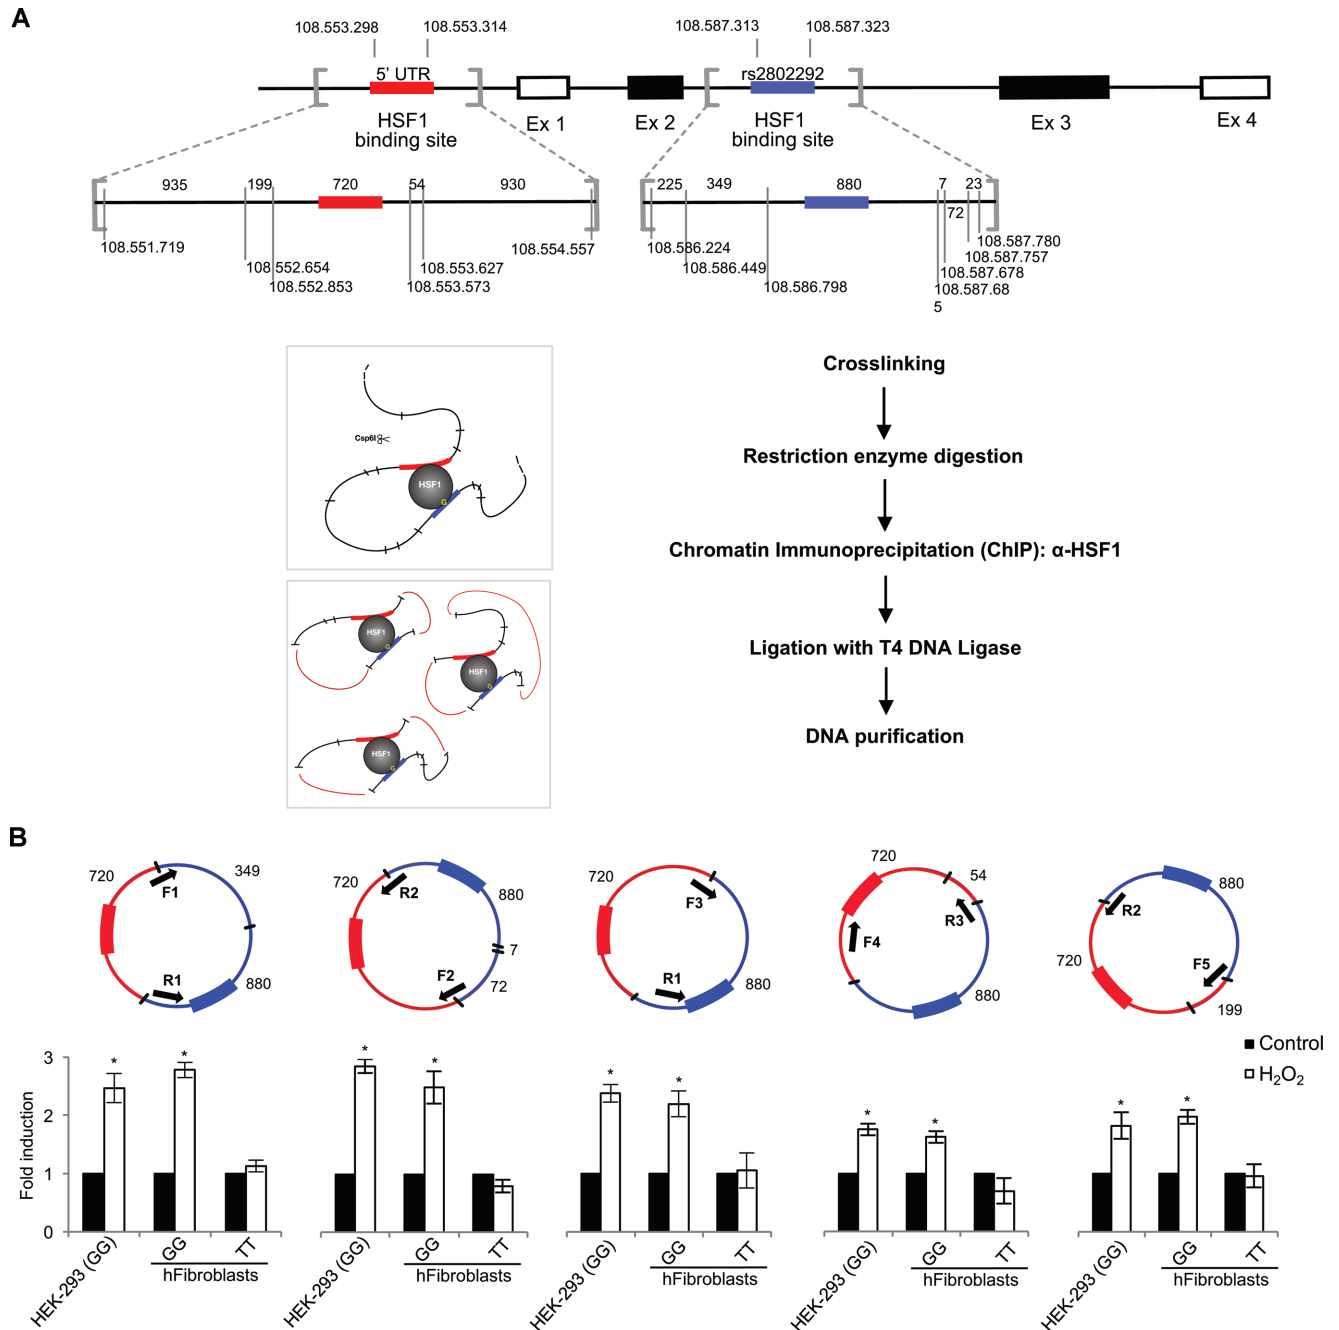 A
108.553.298 108.553.314 108.587.313 108.587.323
5' UTR rs2802292
HSF1 binding site Ex 1 Ex 2 HSF1 binding site Ex 3 Ex 4
935 199 720 54 930 225 349 880 7 72 23
108.551.719 108.554.557 108.586.224 108.587.780
108.552.654 108.553.627 108.586.449 108.587.757
108.552.853 108.553.573 108.586.798 108.587.678
108.587.68
5
Crosslinking
Csp6I
HSF1
G
Restriction enzyme digestion
Chromatin Immunoprecipitation (ChIP): α-HSF1
HSF1
G
HSF1
G
HSF1
G
Ligation with T4 DNA Ligase
DNA purification
B
720 349 F1 R1 880
720 R2 880 7 F2 72
720 F3 R1 880
720 54 R3 F4 880
R2 880 720 F5 199
Control
H2O2
Fold induction
3
2
1
0
* * * * * * * * * *
HEK-293 (GG) GG TT
hFibroblasts
HEK-293 (GG) GG TT
hFibroblasts
HEK-293 (GG) GG TT
hFibroblasts
HEK-293 (GG) GG TT
hFibroblasts
HEK-293 (GG) GG TT
hFibroblasts